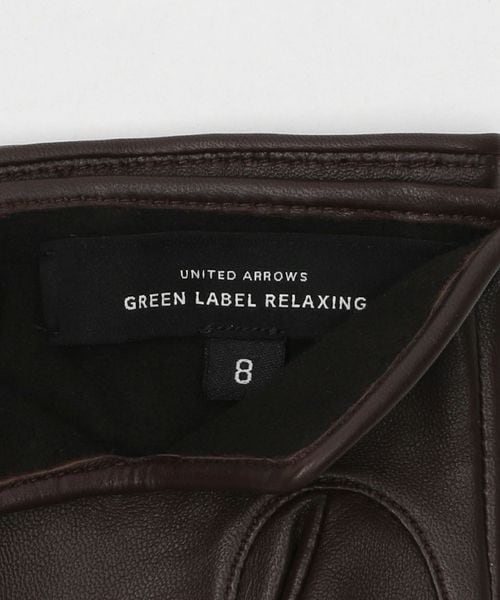 UNITED ARROWS
GREEN LABEL RELAXING
8